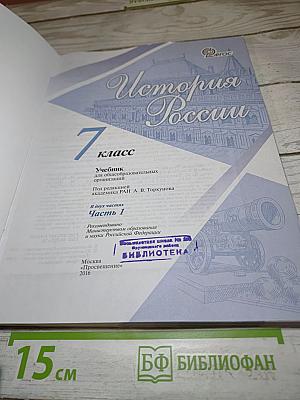 ФГОС
История
России
7 класс
Учебник
для общеобразовательных
организаций
Под редакцией
академика РАН А. В. Торкунова
В двух частях
Часть 1
Рекомендовано
Министерством образования
и науки Российской Федерации
БИБЛИОТЕКА
Москва
«Просвещение»
2016
15 см
БФ БИБЛИОФАН